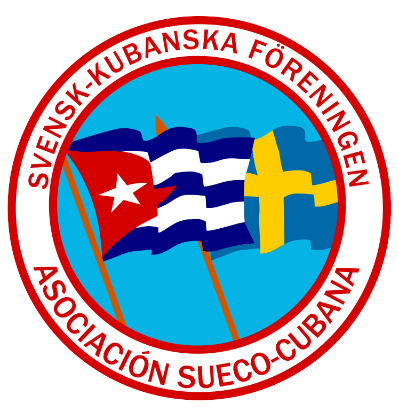 SVENSK-KUBANSKA FÖRENINGEN
ASOCIACIÓN SUECO-CUBANA